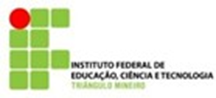 INSTITUTO FEDERAL DE
EDUCAÇÃO, CIÊNCIA E TECNOLOGIA
TRIÂNGULO MINEIRO